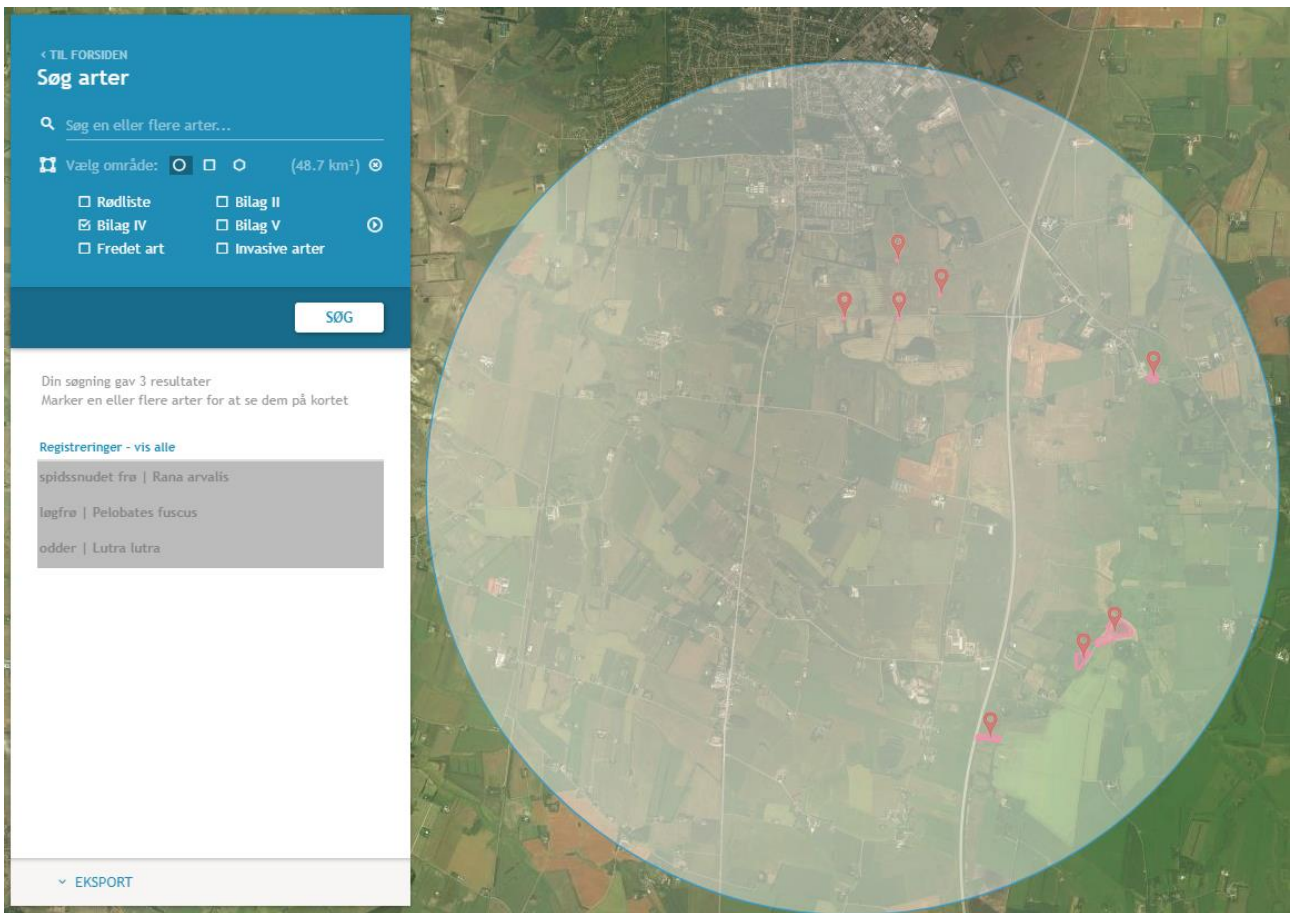 ‹ TIL FORSIDEN
Søg arter
Søg en eller flere arter...
Vælg område: (48.7 km²)
Rødliste Bilag II
Bilag IV Bilag V
Fredet art Invasive arter
SØG
Din søgning gav 3 resultater
Marker en eller flere arter for at se dem på kortet
Registreringer - vis alle
spidssnudet frø | Rana arvalis
løgfrø | Pelobates fuscus
odder | Lutra lutra
EKSPORT